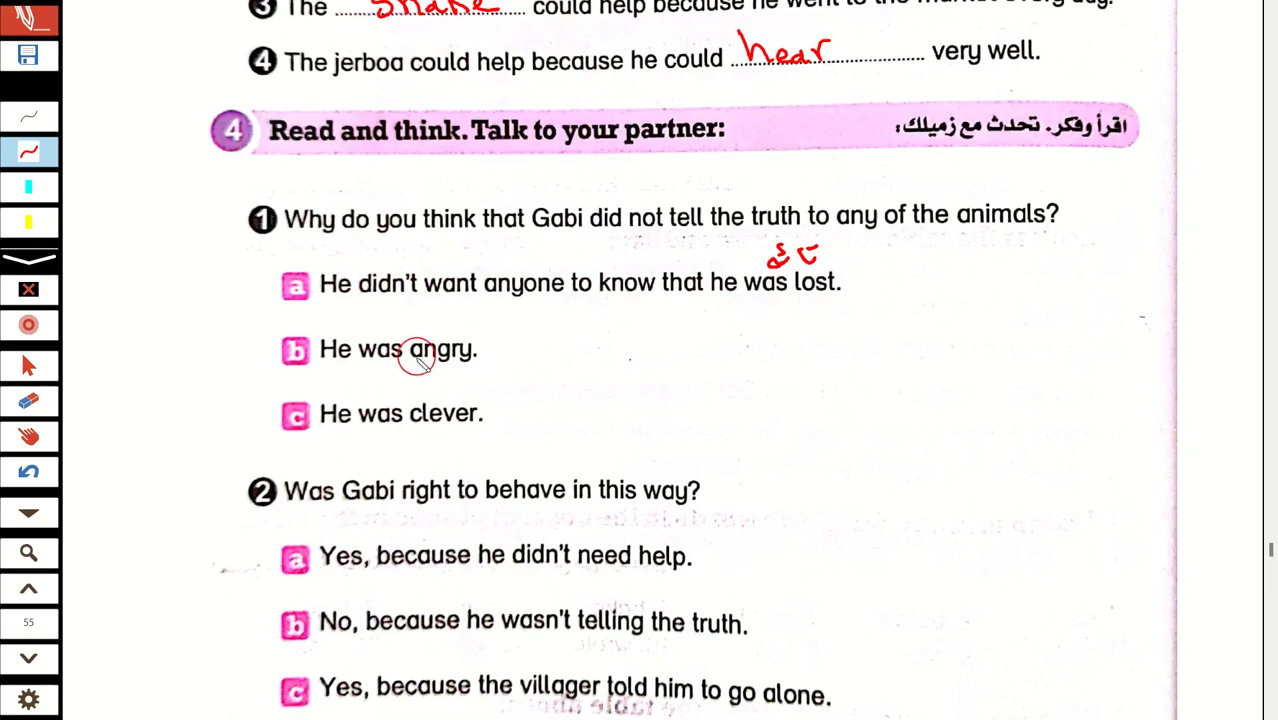 3 The ........ snake ........ could help because he went to the market every day.
4 The jerboa could help because he could ........ hear ........ very well.
4 Read and think. Talk to your partner: اقرأ وفكر. تحدث مع زميلك:
1 Why do you think that Gabi did not tell the truth to any of the animals?
a He didn't want anyone to know that he was lost.
b He was angry.
c He was clever.
2 Was Gabi right to behave in this way?
a Yes, because he didn't need help.
b No, because he wasn't telling the truth.
c Yes, because the villager told him to go alone.
55